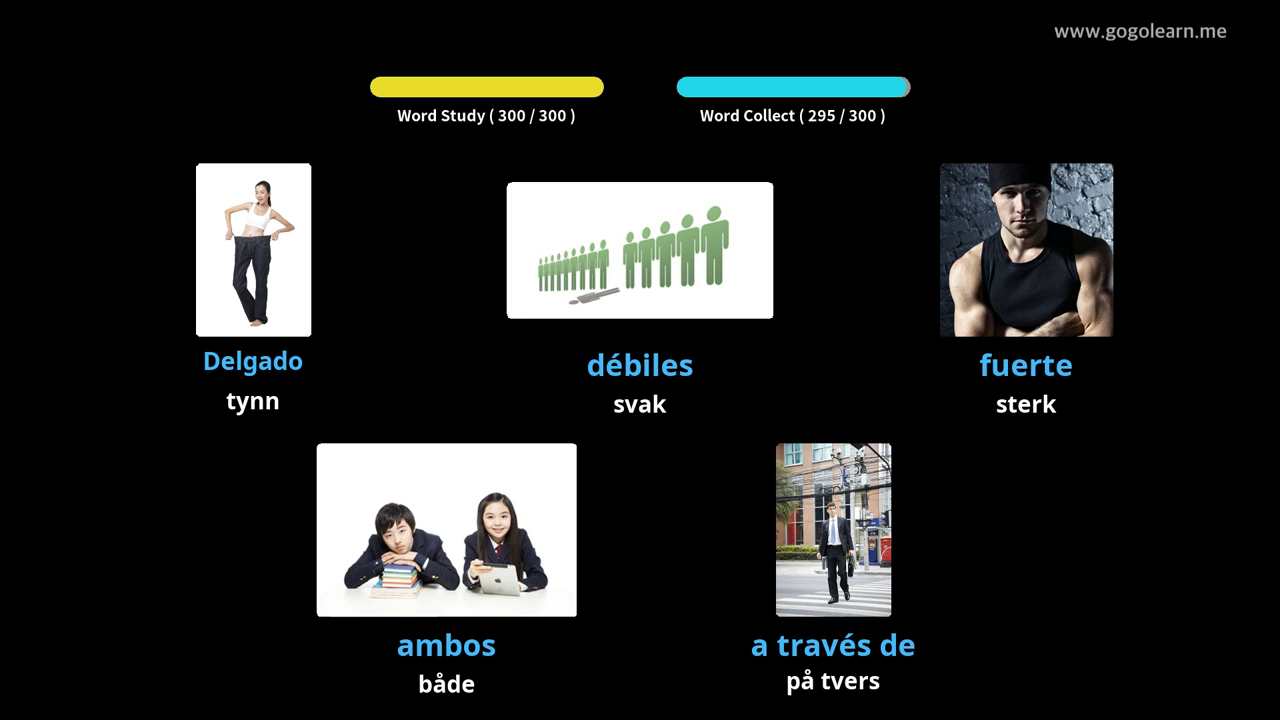 www.gogolearn.me
Word Study ( 300 / 300 )
Word Collect ( 295 / 300 )
Delgado
tynn
débiles
svak
fuerte
sterk
ambos
både
a través de
på tvers